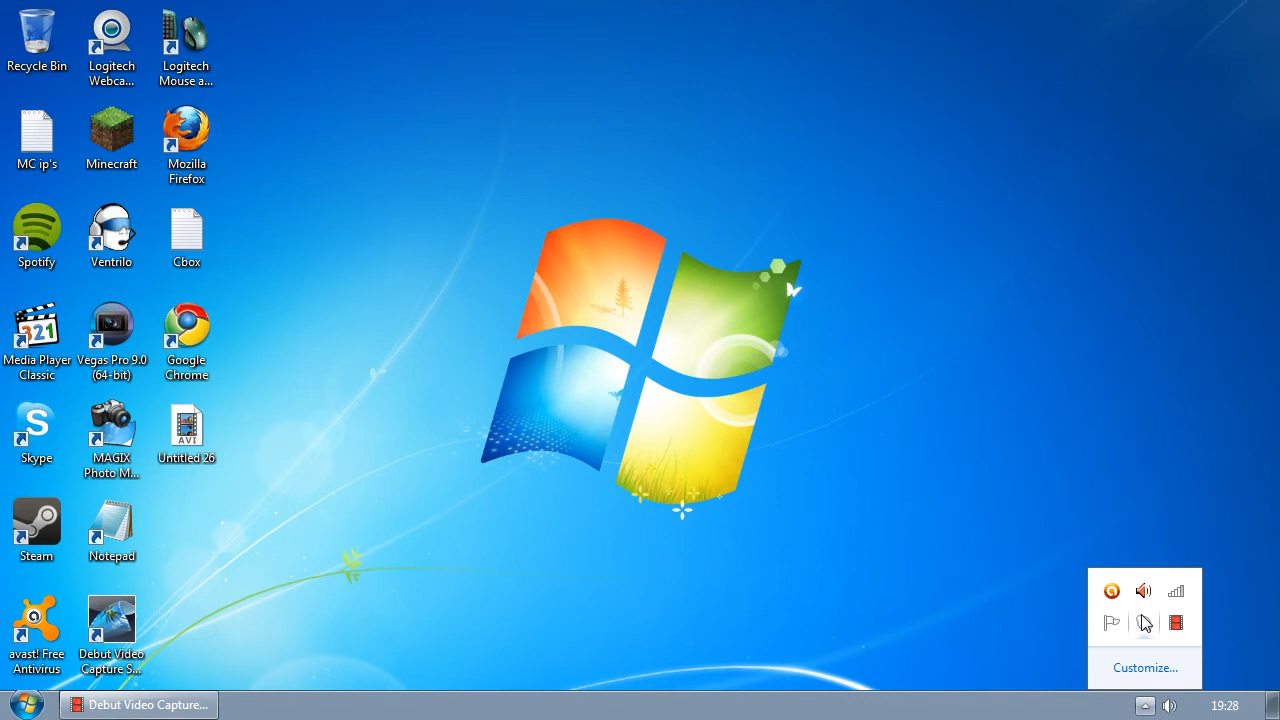 Recycle Bin
Logitech
Webca...
Logitech
Mouse a...
MC ip's
Minecraft
Mozilla
Firefox
Spotify
Ventrilo
Cbox
321
Media Player
Classic
Vegas Pro 9.0
(64-bit)
Google
Chrome
S
AVI
Skype
MAGIX
Photo M...
Untitled 26
Steam
Notepad
avast! Free
Antivirus
Debut Video
Capture S...
Customize...
Debut Video Capture...
19:28